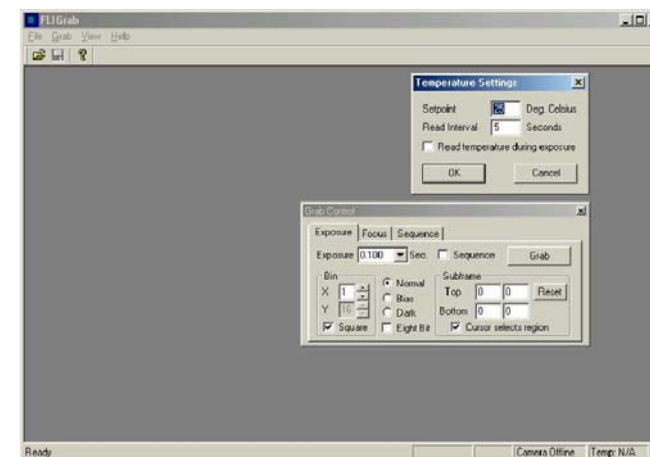 FLIGrab
File Grab View Help
Temperature Settings
Setpoint 25 Deg. Celsius
Read Interval 5 Seconds
Read temperature during exposure
OK Cancel
Grab Control
Exposure Focus Sequence
Exposure 0.100 Sec. Sequence Grab
Bin Normal Subframe
X 1 Bias Top 0 0 Reset
Y 16 Dark Bottom 0 0
Square Eight Bit Cursor selects region
Ready Camera Offline Temp: N/A